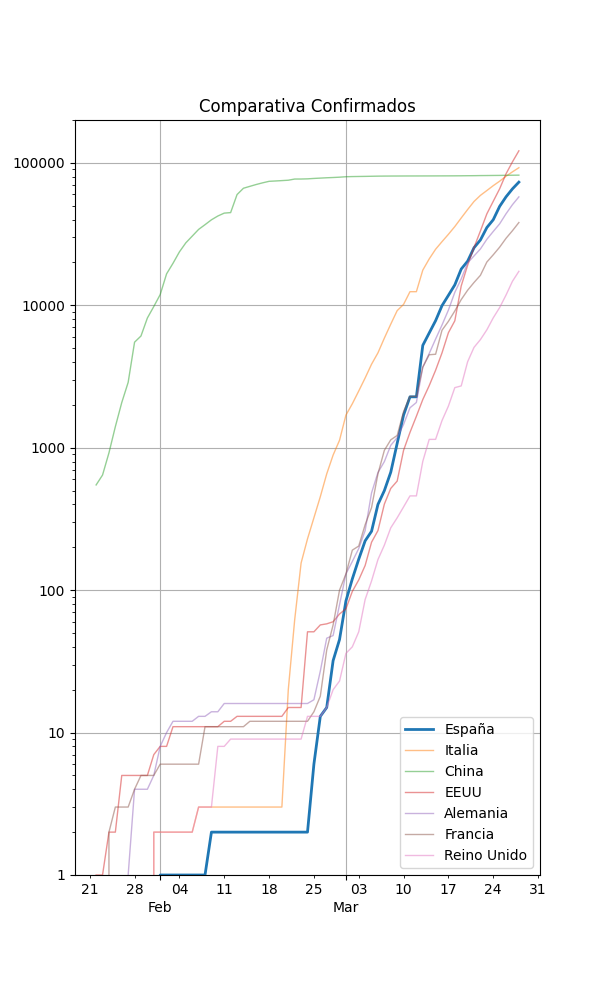 Comparativa Confirmados
100000
10000
1000
100
10
1
21 28 04 11 18 25 03 10 17 24 31
Feb Mar
España
Italia
China
EEUU
Alemania
Francia
Reino Unido